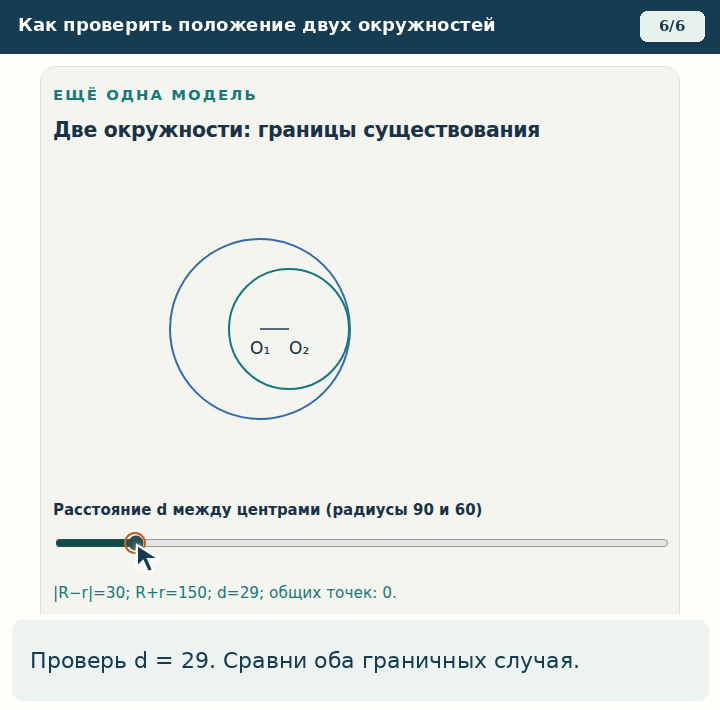 Как проверить положение двух окружностей
6/6
ЕЩЁ ОДНА МОДЕЛЬ
Две окружности: границы существования
O₁ O₂
Расстояние d между центрами (радиусы 90 и 60)
|R−r|=30; R+r=150; d=29; общих точек: 0.
Проверь d = 29. Сравни оба граничных случая.